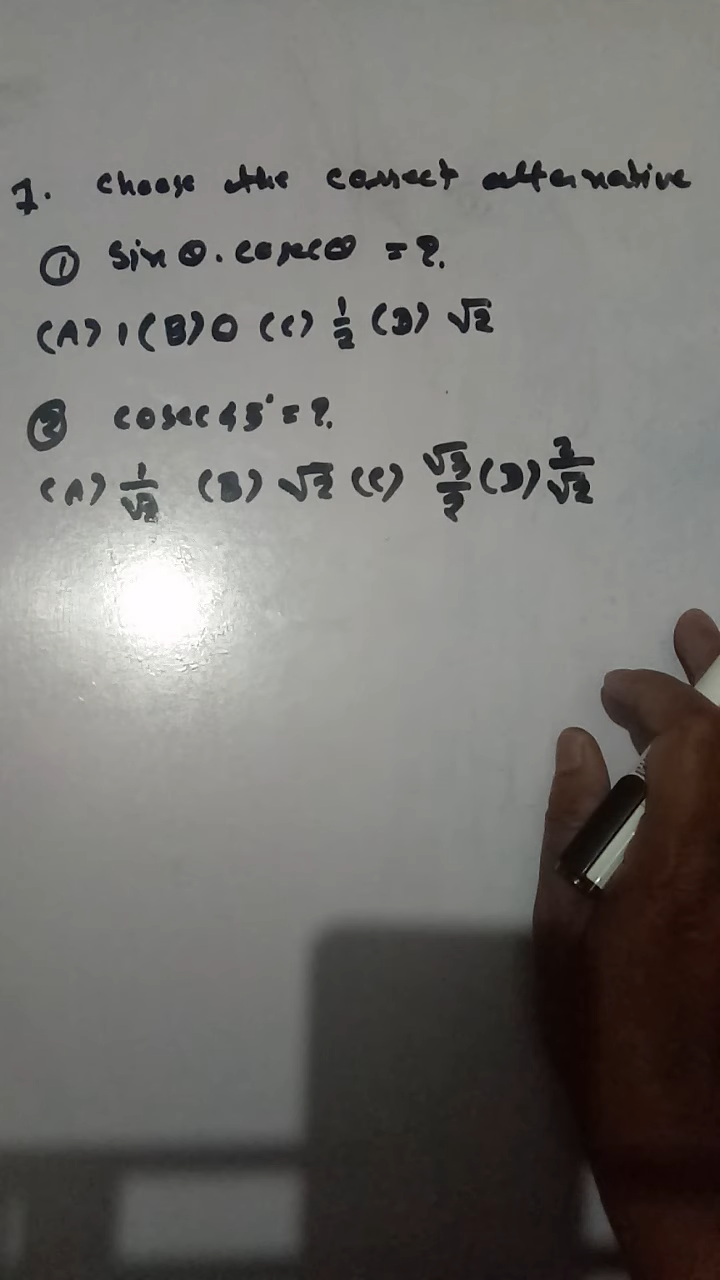 7. Choose the correct alternative
① sin θ. cosec θ = ?.
(A) 1 (B) 0 (C) 1/2 (D) √2
② cosec 45° = ?.
(A) 1/√2 (B) √2 (C) √3/2 (D) 2/√2